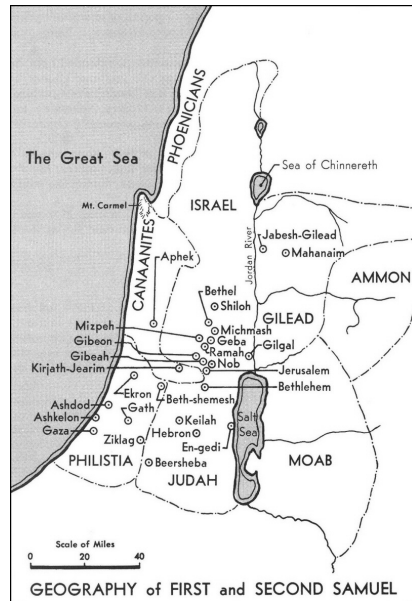 PHOENICIANS
The Great Sea
Sea of Chinnereth
ISRAEL
Mt. Carmel
CANAANITES
Jordan River
Jabesh-Gilead
Aphek
Mahanaim
AMMON
Bethel
Shiloh
GILEAD
Mizpeh
Michmash
Gibeon
Geba
Ramah
Gilgal
Gibeah
Nob
Kirjath-Jearim
Jerusalem
Ekron
Beth-shemesh
Bethlehem
Ashdod
Gath
Keilah
Salt
Sea
Ashkelon
Gaza
Ziklag
Hebron
En-gedi
PHILISTIA
Beersheba
MOAB
JUDAH
Scale of Miles
0 20 40
GEOGRAPHY of FIRST and SECOND SAMUEL